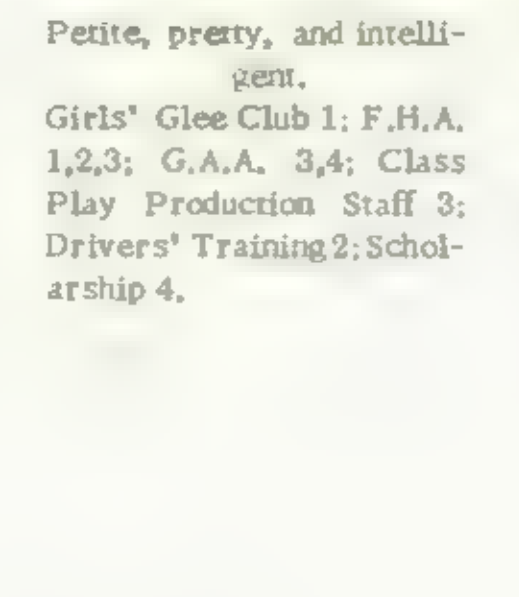 Petite, pretty, and intelli-
gent.
Girls' Glee Club 1; F.H.A.
1,2,3; G.A.A. 3,4; Class
Play Production Staff 3;
Drivers' Training 2; Schol-
arship 4.